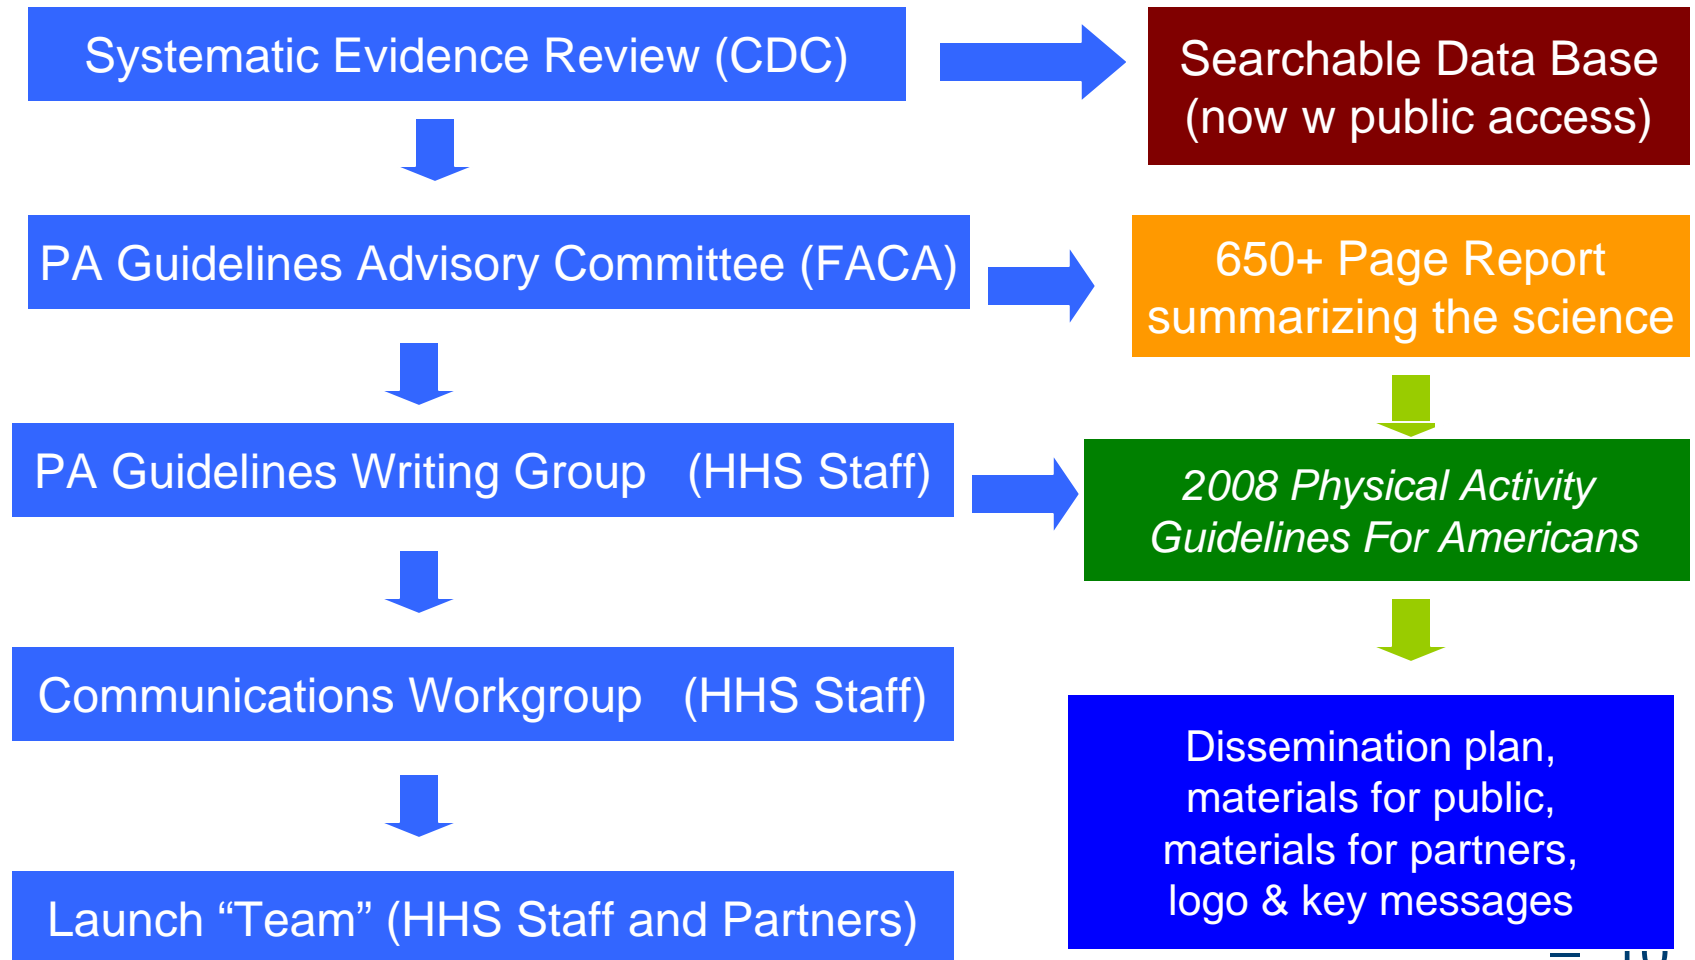 Systematic Evidence Review (CDC)
Searchable Data Base
(now w public access)
PA Guidelines Advisory Committee (FACA)
650+ Page Report
summarizing the science
PA Guidelines Writing Group (HHS Staff)
2008 Physical Activity
Guidelines For Americans
Communications Workgroup (HHS Staff)
Dissemination plan,
materials for public,
materials for partners,
logo & key messages
Launch “Team” (HHS Staff and Partners)